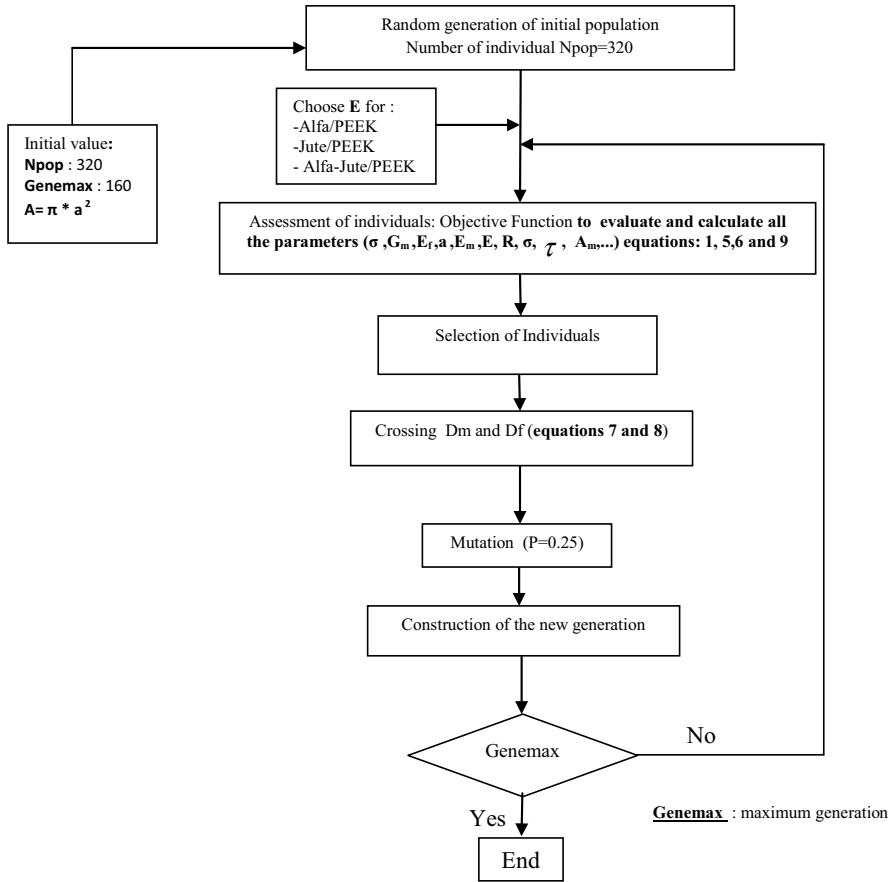 Random generation of initial population
Number of individual Npop=320
Choose E for :
-Alfa/PEEK
-Jute/PEEK
- Alfa-Jute/PEEK
Initial value:
Npop : 320
Genemax : 160
A= π * a²
Assessment of individuals: Objective Function to evaluate and calculate all
the parameters (σ ,Gₘ,E_f,a,Eₘ,E, R, σ, τ , Aₘ,...) equations: 1, 5,6 and 9
Selection of Individuals
Crossing Dm and Df (equations 7 and 8)
Mutation (P=0.25)
Construction of the new generation
Genemax
No
Yes
Genemax : maximum generation
End